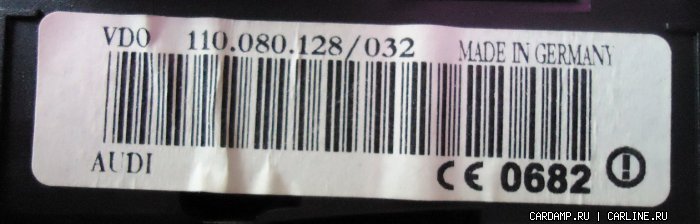 VDO 110.080.128/032 MADE IN GERMANY
AUDI CE 0682
CARDAMP.RU | CARLINE.RU